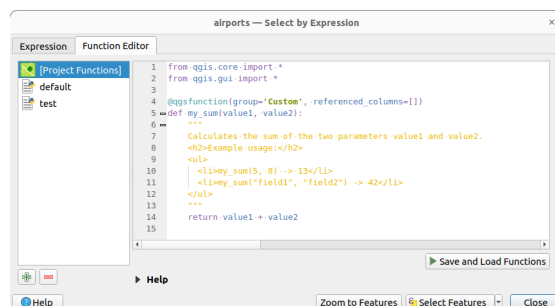 airports — Select by Expression
Expression
Function Editor
[Project Functions]
default
test
1 from qgis.core import *
2 from qgis.gui import *
3
4 @qgsfunction(group='Custom', referenced_columns=[])
5 def my_sum(value1, value2):
6 """
7 Calculates the sum of the two parameters value1 and value2.
8 <h2>Example usage:</h2>
9 <ul>
10 <li>my_sum(5, 8) -> 13</li>
11 <li>my_sum("field1", "field2") -> 42</li>
12 </ul>
13 """
14 return value1 + value2
15
Save and Load Functions
Help
Help
Zoom to Features
Select Features
Close